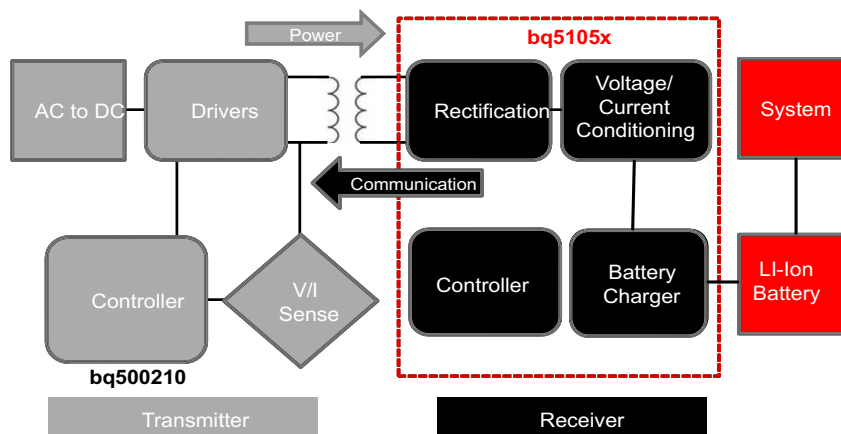 Power
bq5105x
AC to DC
Drivers
Rectification
Voltage/
Current
Conditioning
System
Communication
Controller
V/I
Sense
Controller
Battery
Charger
LI-Ion
Battery
bq500210
Transmitter
Receiver